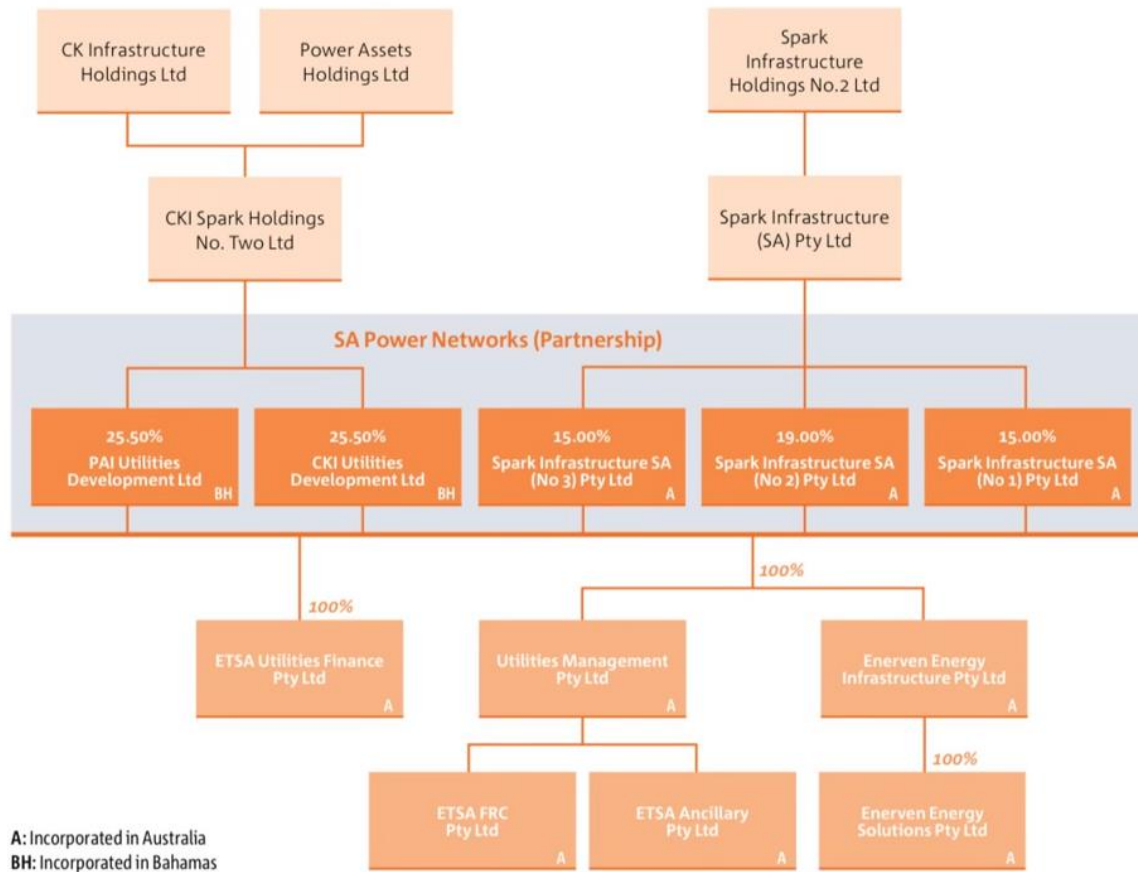 CK Infrastructure
Holdings Ltd
Power Assets
Holdings Ltd
Spark
Infrastructure
Holdings No.2 Ltd
CKI Spark Holdings
No. Two Ltd
Spark Infrastructure
(SA) Pty Ltd
SA Power Networks (Partnership)
25.50%
PAI Utilities
Development Ltd
BH
25.50%
CKI Utilities
Development Ltd
BH
15.00%
Spark Infrastructure SA
(No 3) Pty Ltd
A
19.00%
Spark Infrastructure SA
(No 2) Pty Ltd
A
15.00%
Spark Infrastructure SA
(No 1) Pty Ltd
A
100%
100%
ETSA Utilities Finance
Pty Ltd
A
Utilities Management
Pty Ltd
A
Enerven Energy
Infrastructure Pty Ltd
A
100%
ETSA FRC
Pty Ltd
A
ETSA Ancillary
Pty Ltd
A
Enerven Energy
Solutions Pty Ltd
A
A: Incorporated in Australia
BH: Incorporated in Bahamas